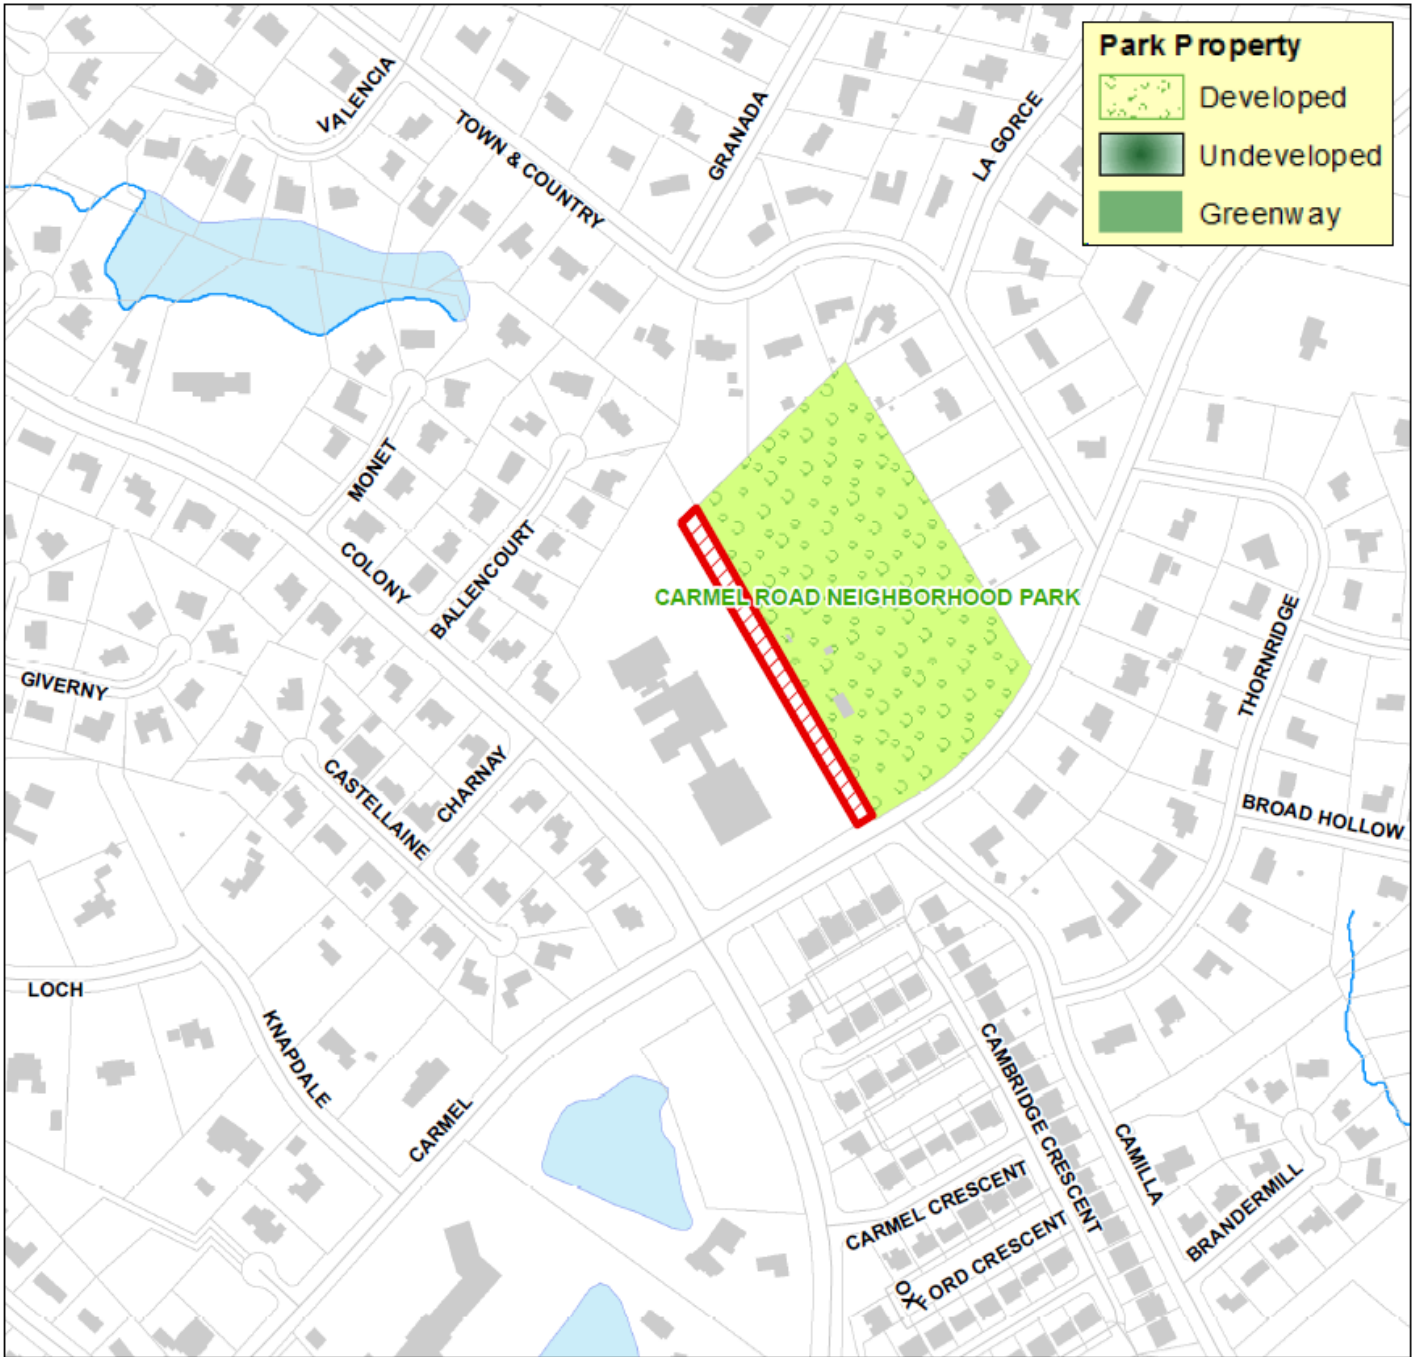 Park Property
Developed
Undeveloped
Greenway
VALENCIA
TOWN & COUNTRY
GRANADA
LA GORCE
MONET
COLONY
BALLENCOURT
CARMEL ROAD NEIGHBORHOOD PARK
GIVERNY
THORNRIDGE
CASTELLAINE
CHARNAY
BROAD HOLLOW
LOCH
KNAPDALE
CARMEL
CAMBRIDGE CRESCENT
CAMILLA
CARMEL CRESCENT
BRANDERMILL
OXFORD CRESCENT